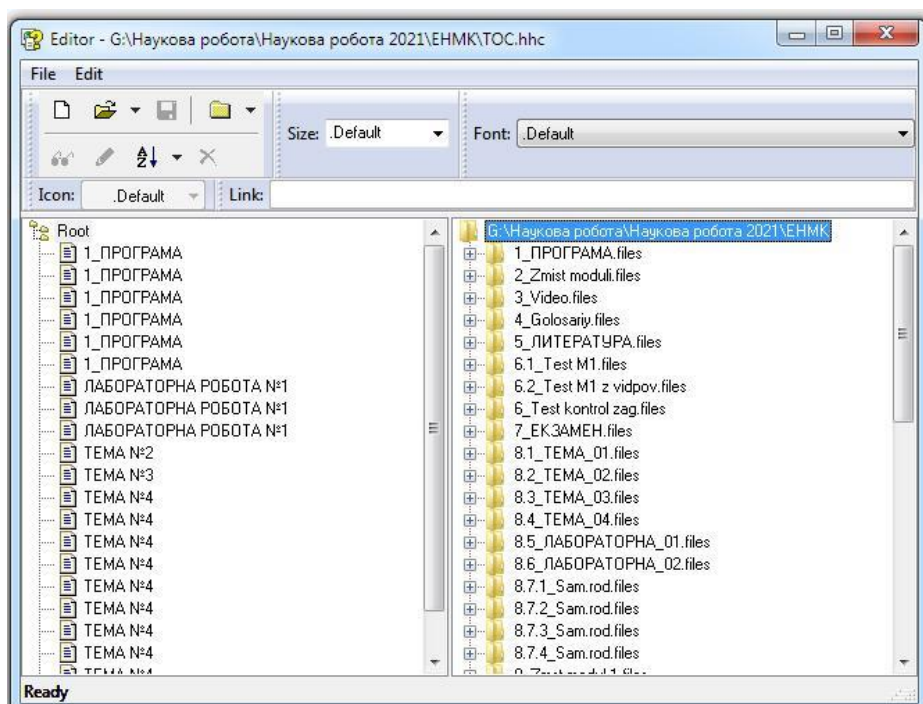 Editor - G:\Наукова робота\Наукова робота 2021\ЕНМК\TOC.hhc
File Edit
Size: .Default Font: .Default
Icon: .Default Link:
Root
1_ПРОГРАМА
1_ПРОГРАМА
1_ПРОГРАМА
1_ПРОГРАМА
1_ПРОГРАМА
1_ПРОГРАМА
ЛАБОРАТОРНА РОБОТА №1
ЛАБОРАТОРНА РОБОТА №1
ЛАБОРАТОРНА РОБОТА №1
ТЕМА №2
ТЕМА №3
ТЕМА №4
ТЕМА №4
ТЕМА №4
ТЕМА №4
ТЕМА №4
ТЕМА №4
ТЕМА №4
ТЕМА №4
ТЕМА №4
G:\Наукова робота\Наукова робота 2021\ЕНМК
1_ПРОГРАМА.files
2_Zmist moduli.files
3_Video.files
4_Golosariy.files
5_ЛИТЕРАТУРА.files
6.1_Test M1.files
6.2_Test M1 z vidpov.files
6_Test kontrol zag.files
7_ЕКЗАМЕН.files
8.1_ТЕМА_01.files
8.2_ТЕМА_02.files
8.3_ТЕМА_03.files
8.4_ТЕМА_04.files
8.5_ЛАБОРАТОРНА_01.files
8.6_ЛАБОРАТОРНА_02.files
8.7.1_Sam.rod.files
8.7.2_Sam.rod.files
8.7.3_Sam.rod.files
8.7.4_Sam.rod.files
Ready